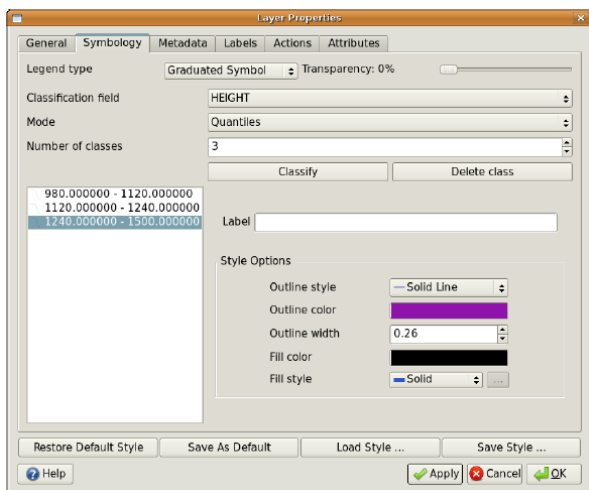 Layer Properties
General Symbology Metadata Labels Actions Attributes
Legend type Graduated Symbol Transparency: 0%
Classification field HEIGHT
Mode Quantiles
Number of classes 3
Classify Delete class
980.000000 - 1120.000000
1120.000000 - 1240.000000
1240.000000 - 1500.000000
Label
Style Options
Outline style Solid Line
Outline color
Outline width 0.26
Fill color
Fill style Solid ...
Restore Default Style Save As Default Load Style ... Save Style ...
Help Apply Cancel OK